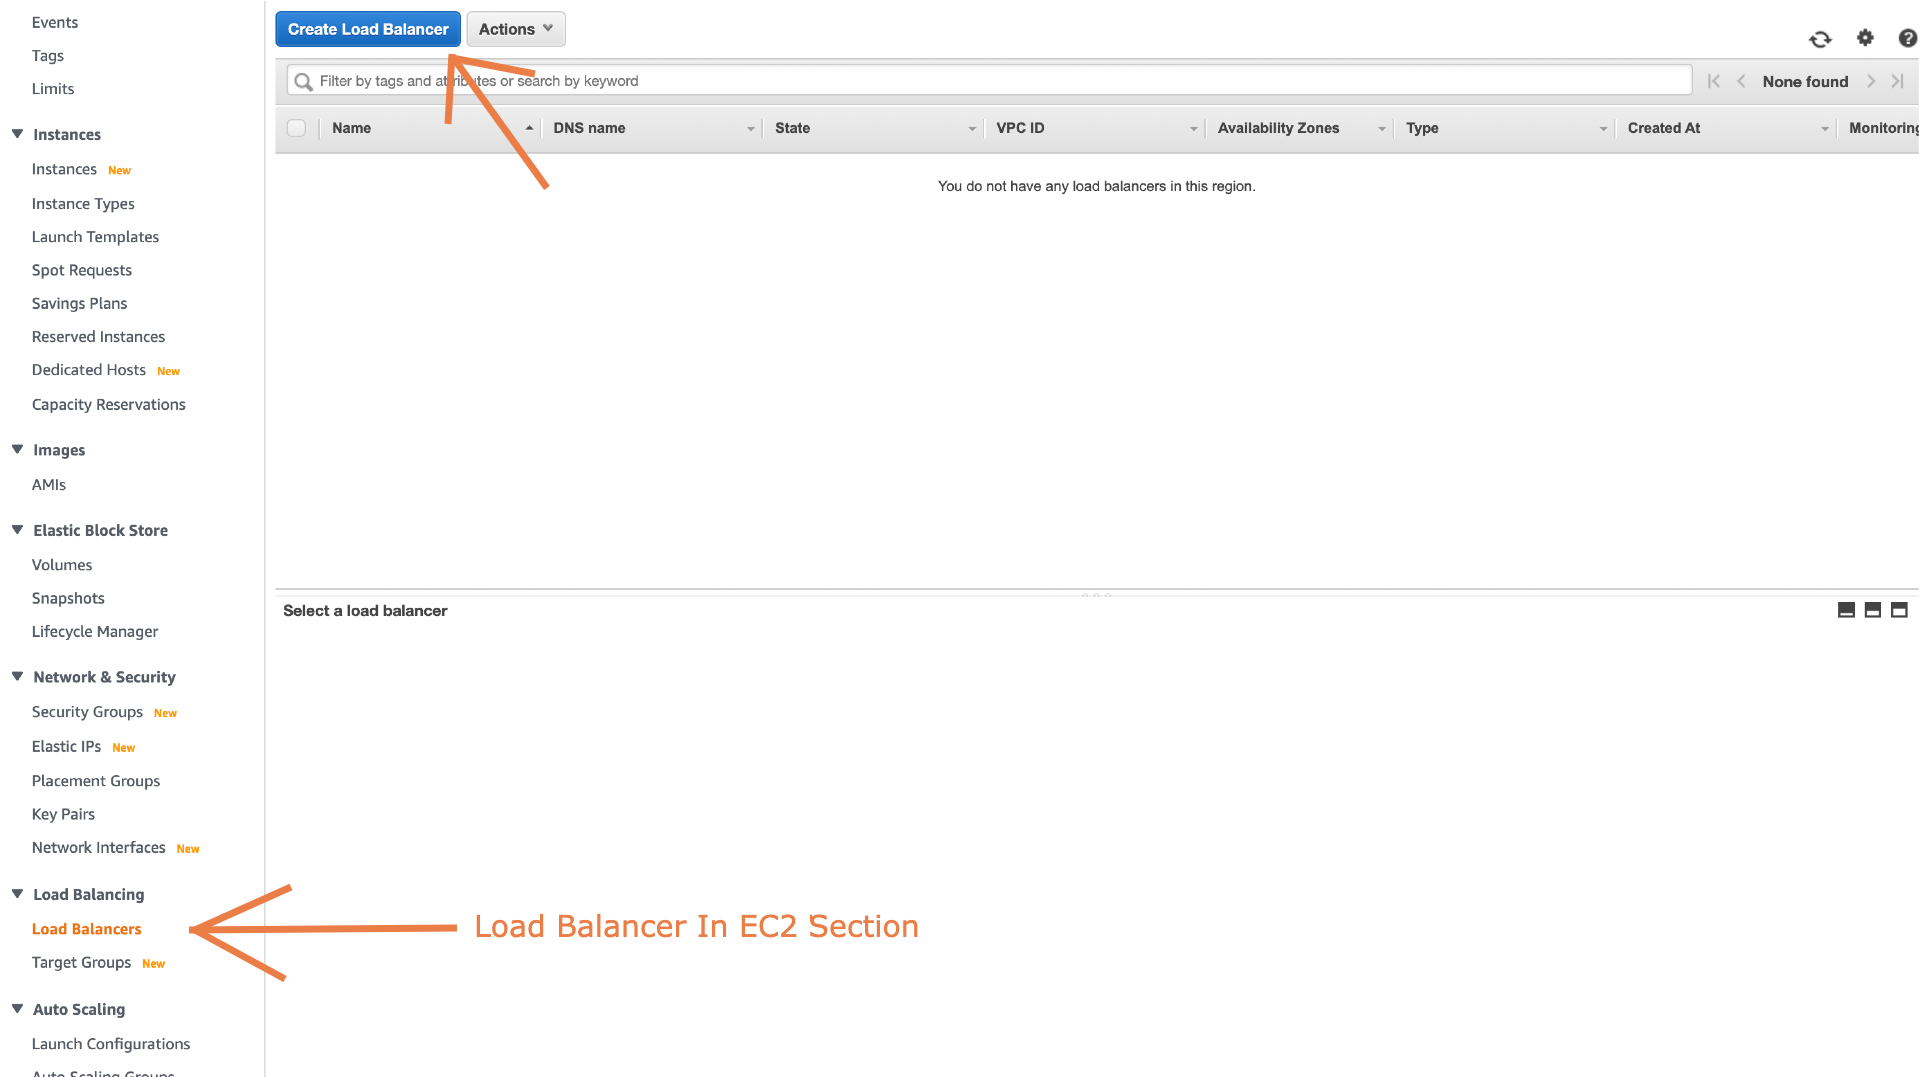 Events
Tags
Limits
Instances
Instances New
Instance Types
Launch Templates
Spot Requests
Savings Plans
Reserved Instances
Dedicated Hosts New
Capacity Reservations
Images
AMIs
Elastic Block Store
Volumes
Snapshots
Lifecycle Manager
Network & Security
Security Groups New
Elastic IPs New
Placement Groups
Key Pairs
Network Interfaces New
Load Balancing
Load Balancers
Target Groups New
Auto Scaling
Launch Configurations
Auto Scaling Groups
Create Load Balancer Actions
Filter by tags and attributes or search by keyword None found
Name DNS name State VPC ID Availability Zones Type Created At Monitoring
You do not have any load balancers in this region.
Select a load balancer
Load Balancer In EC2 Section